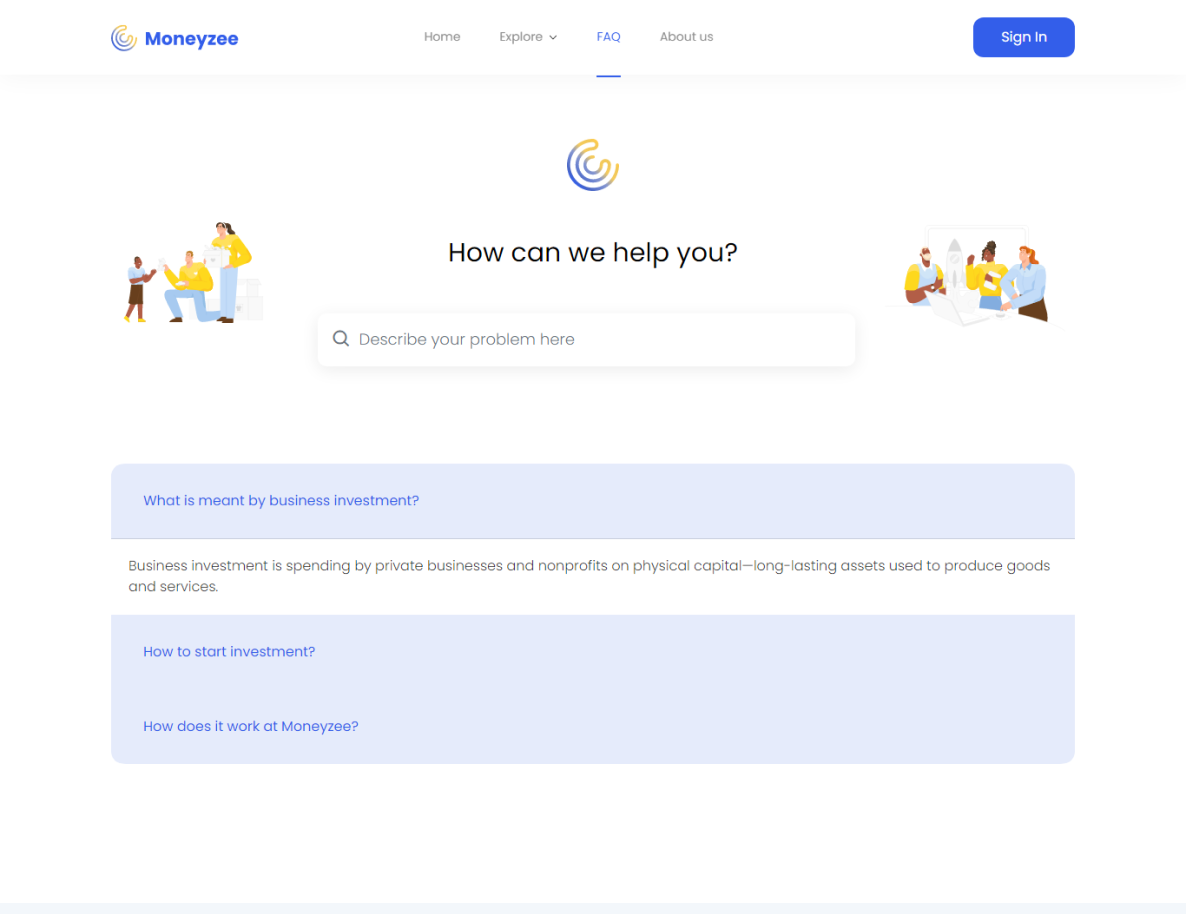 Moneyzee
Home
Explore
FAQ
About us
Sign In
How can we help you?
Describe your problem here
What is meant by business investment?
Business investment is spending by private businesses and nonprofits on physical capital—long-lasting assets used to produce goods
and services.
How to start investment?
How does it work at Moneyzee?